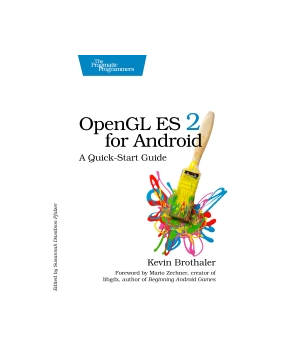 The
Pragmatic
Programmers
OpenGL ES 2
for Android
A Quick-Start Guide
Kevin Brothaler
Foreword by Mario Zechner, creator of
libgdx, author of Beginning Android Games
Edited by Susannah Davidson Pfalzer